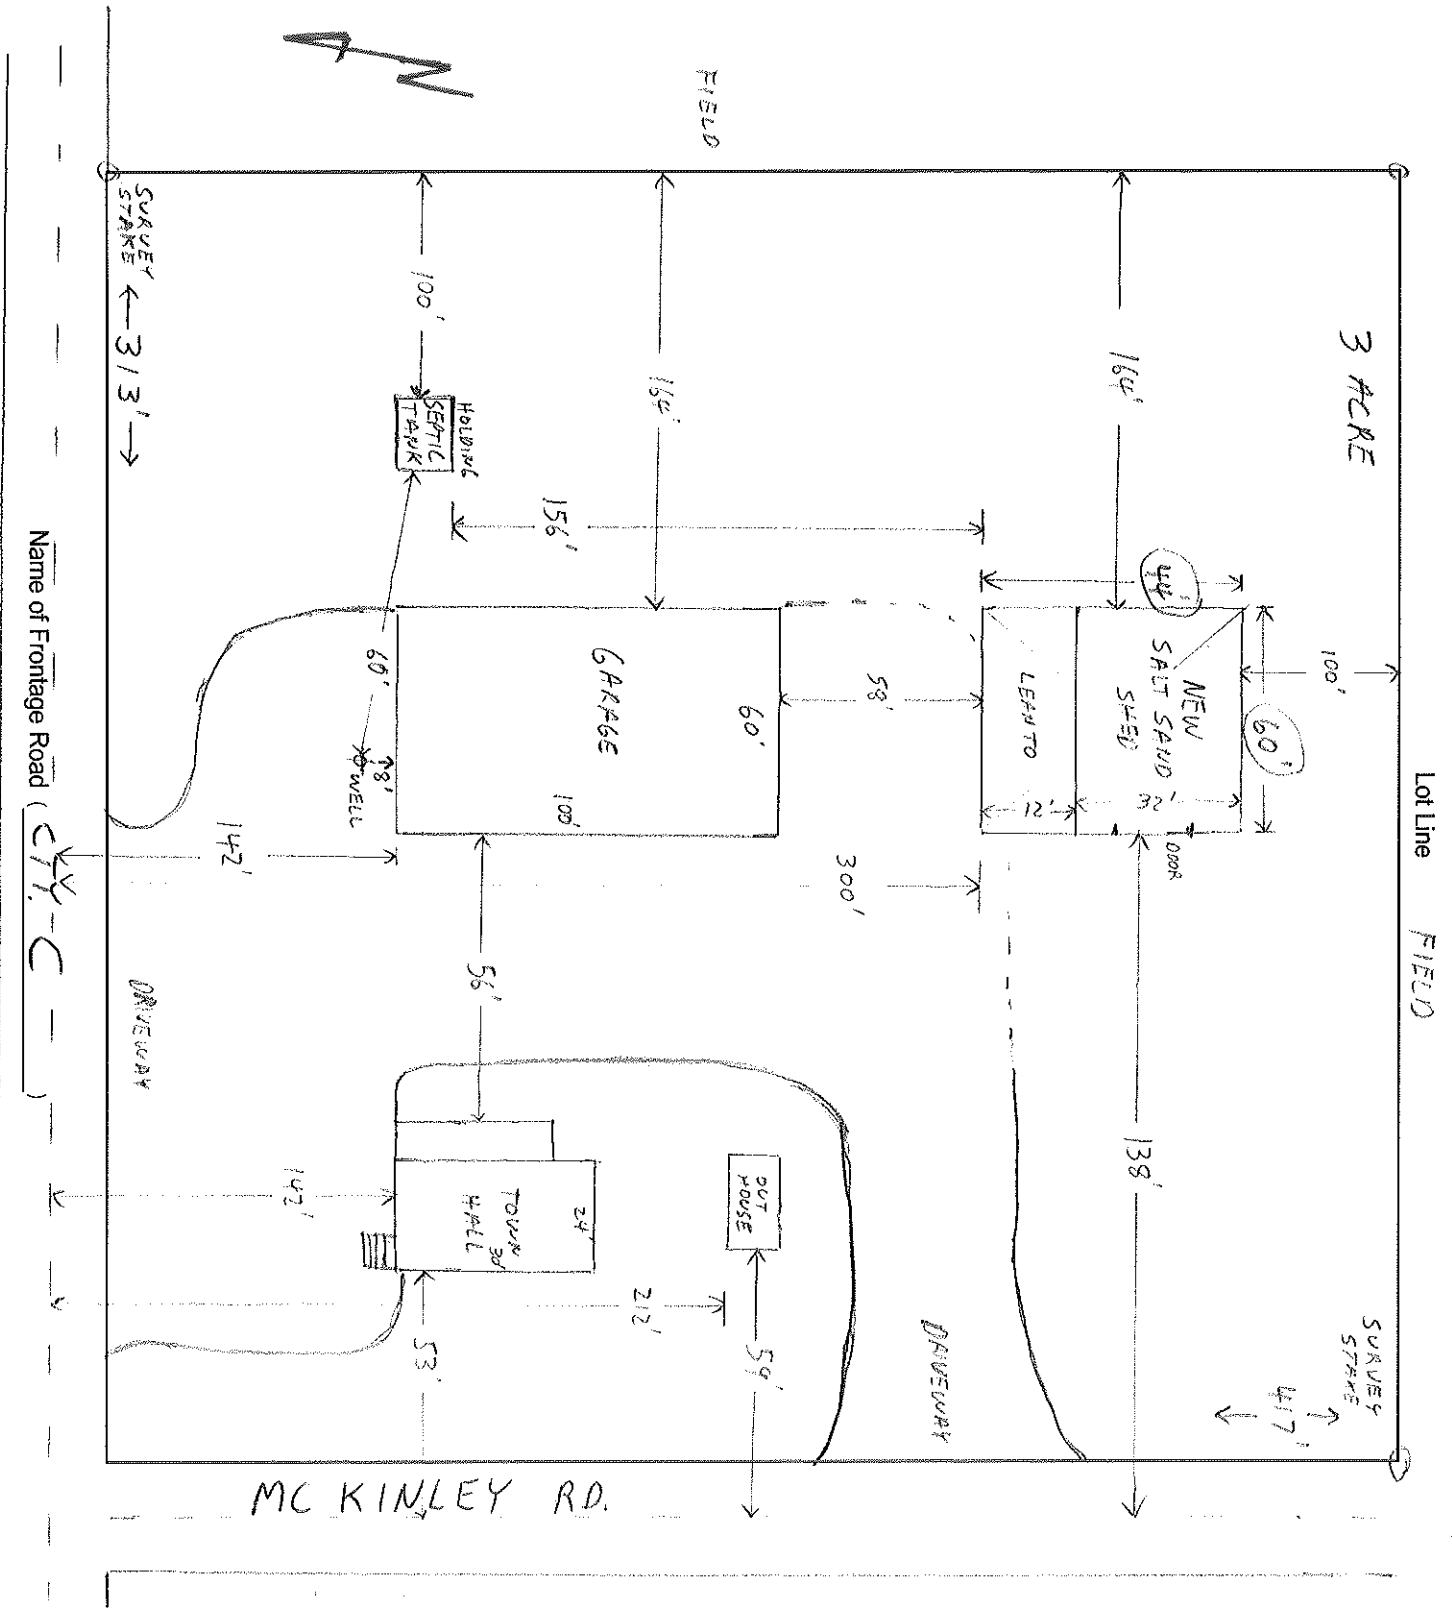 Lot Line
FIELD
FIELD
N
3 ACRE
SURVEY
STAKE
417'
100'
60'
44'
164'
NEW
SALT SAND
SHED
32'
DOOR
138'
LEAN TO
12'
58'
300'
156'
164'
GARAGE
60'
100'
100'
HOLDING
SEPTIC
TANK
60'
8'
WELL
56'
142'
DRIVEWAY
DRIVEWAY
OUT
HOUSE
59'
TOWN
HALL
24'
30'
212'
142'
53'
SURVEY
STAKE
313'
MC KINLEY RD.
Name of Frontage Road ( CTY. C )